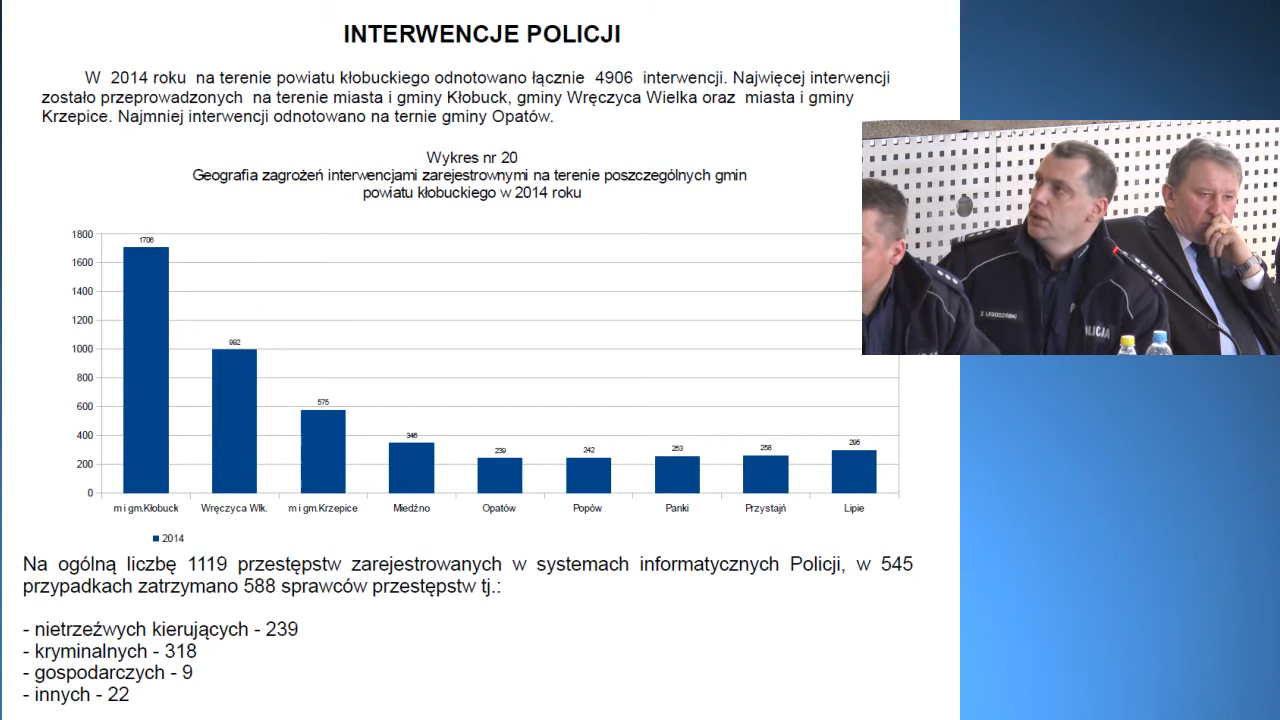 INTERWENCJE POLICJI
W 2014 roku na terenie powiatu kłobuckiego odnotowano łącznie 4906 interwencji. Najwięcej interwencji
zostało przeprowadzonych na terenie miasta i gminy Kłobuck, gminy Wręczyca Wielka oraz miasta i gminy
Krzepice. Najmniej interwencji odnotowano na ternie gminy Opatów.
Wykres nr 20
Geografia zagrożeń interwencjami zarejestrownymi na terenie poszczególnych gmin
powiatu kłobuckiego w 2014 roku
1800
1600
1400
1200
1000
800
600
400
200
0
1706
992
575
346
239
242
253
258
295
m i gm.Kłobuck
Wręczyca Wlk.
m i gm.Krzepice
Miedźno
Opatów
Popów
Panki
Przystajń
Lipie
2014
Na ogólną liczbę 1119 przestępstw zarejestrowanych w systemach informatycznych Policji, w 545
przypadkach zatrzymano 588 sprawców przestępstw tj.:
- nietrzeźwych kierujących - 239
- kryminalnych - 318
- gospodarczych - 9
- innych - 22